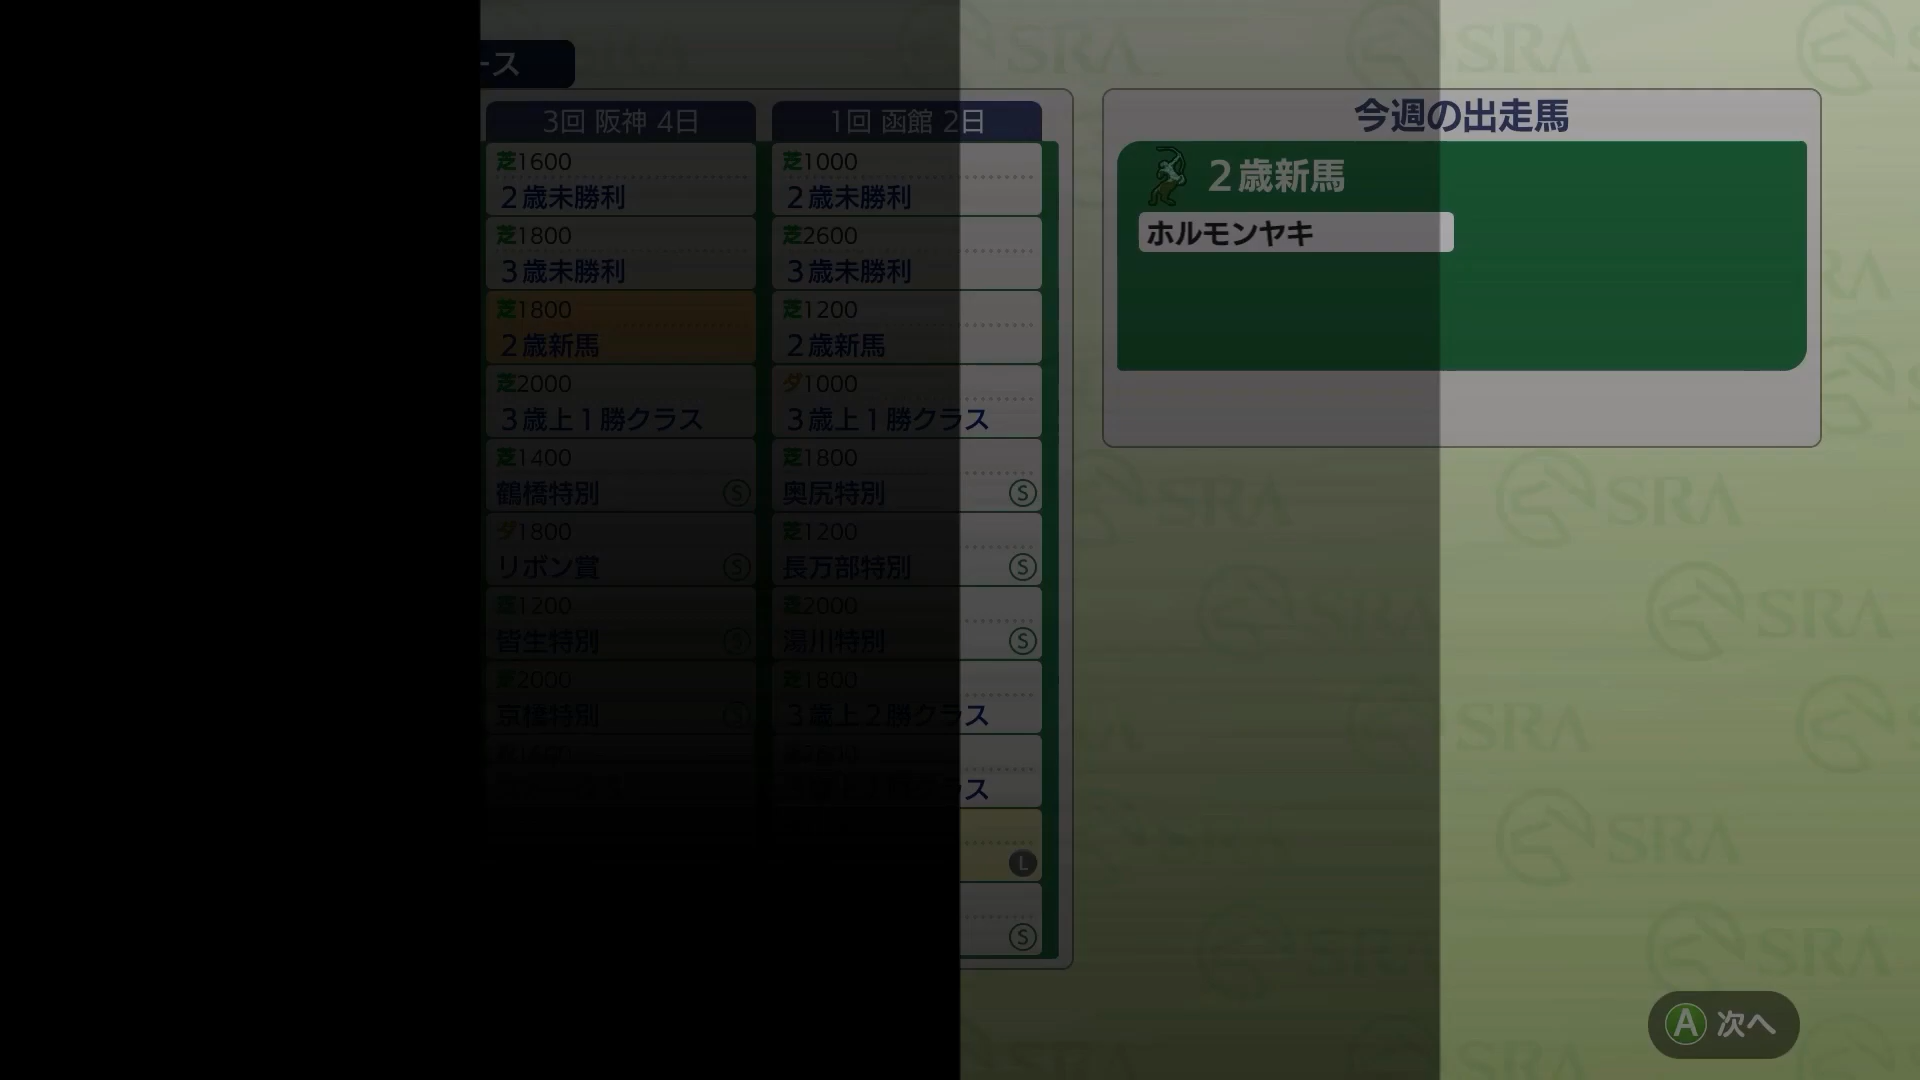 ース
3回 阪神 4日
芝1600
２歳未勝利
芝1800
３歳未勝利
芝1800
２歳新馬
芝2000
３歳上１勝クラス
芝1400
鶴橋特別
Ⓢ
ダ1800
リボン賞
Ⓢ
芝1200
皆生特別
Ⓢ
芝2000
京橋特別
Ⓢ
1回 函館 2日
芝1000
２歳未勝利
芝2600
３歳未勝利
芝1200
２歳新馬
ダ1000
３歳上１勝クラス
芝1800
奥尻特別
Ⓢ
芝1200
長万部特別
Ⓢ
芝2000
湯川特別
Ⓢ
芝1800
３歳上２勝クラス
ラス
L
Ⓢ
今週の出走馬
２歳新馬
ホルモンヤキ
SRA
A 次へ